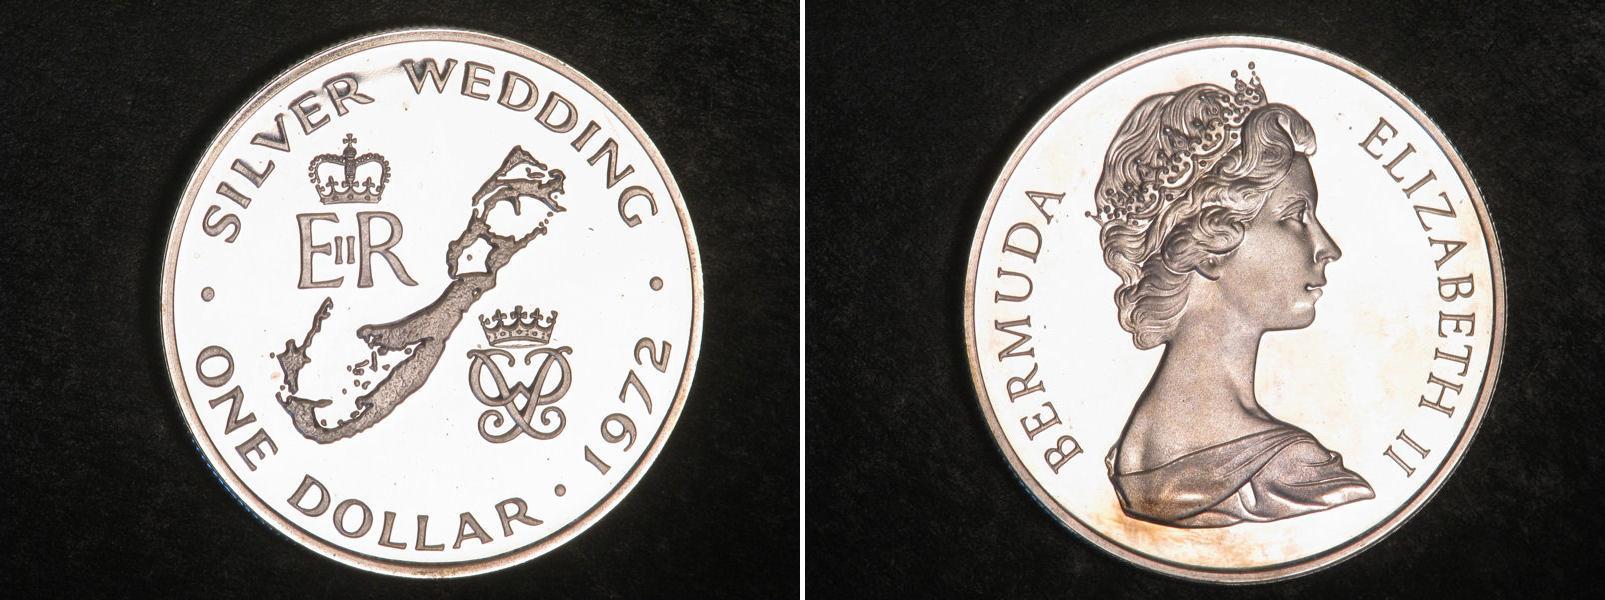 SILVER WEDDING
EIIR
ONE DOLLAR · 1972
BERMUDA
ELIZABETH II